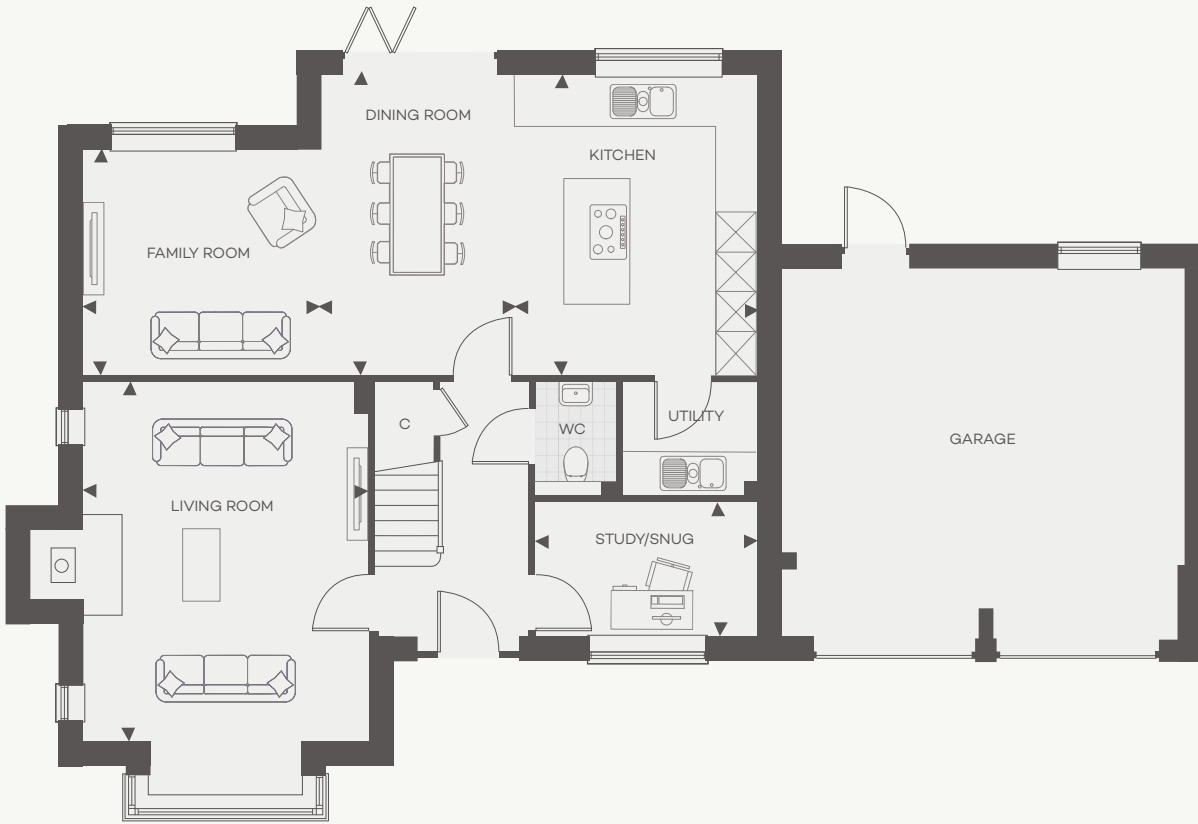 DINING ROOM
KITCHEN
FAMILY ROOM
C
WC
UTILITY
GARAGE
LIVING ROOM
STUDY/SNUG